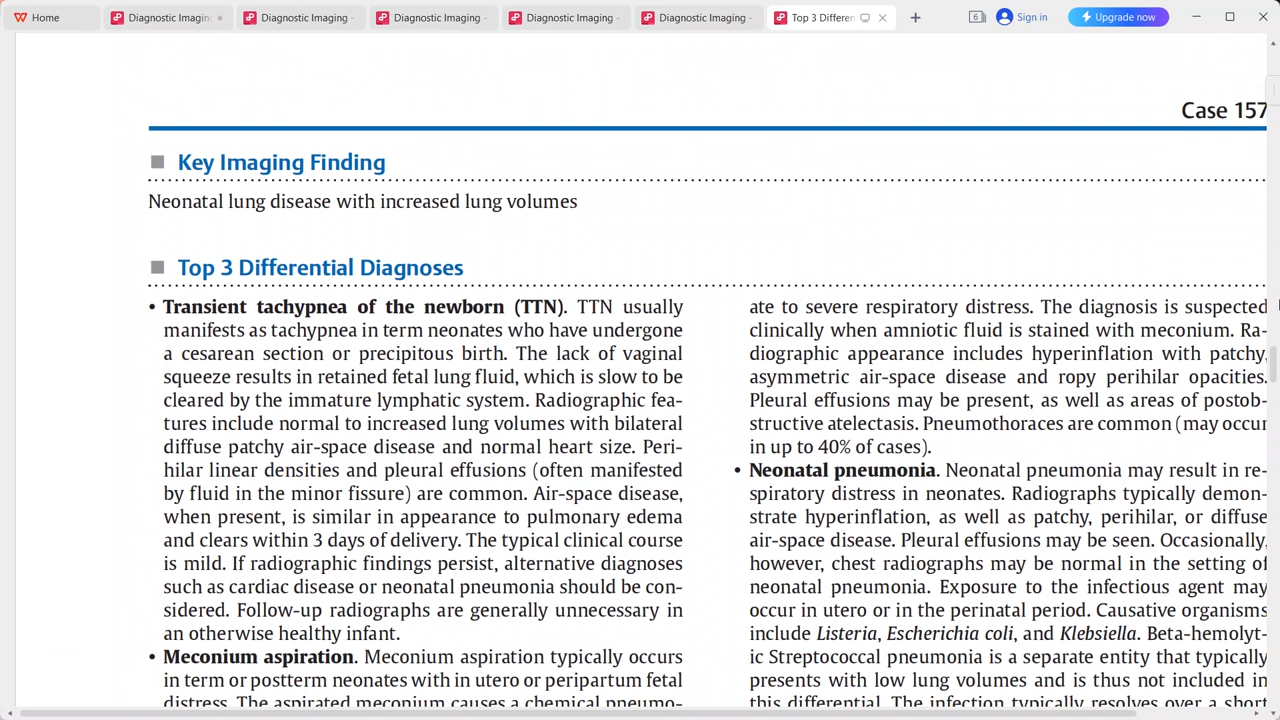 Home
Diagnostic Imaging
Diagnostic Imaging -
Diagnostic Imaging -
Diagnostic Imaging -
Diagnostic Imaging -
Top 3 Differen
6
Sign in
Upgrade now
Case 157
Key Imaging Finding
Neonatal lung disease with increased lung volumes
Top 3 Differential Diagnoses
• Transient tachypnea of the newborn (TTN). TTN usually
manifests as tachypnea in term neonates who have undergone
a cesarean section or precipitous birth. The lack of vaginal
squeeze results in retained fetal lung fluid, which is slow to be
cleared by the immature lymphatic system. Radiographic fea-
tures include normal to increased lung volumes with bilateral
diffuse patchy air-space disease and normal heart size. Peri-
hilar linear densities and pleural effusions (often manifested
by fluid in the minor fissure) are common. Air-space disease,
when present, is similar in appearance to pulmonary edema
and clears within 3 days of delivery. The typical clinical course
is mild. If radiographic findings persist, alternative diagnoses
such as cardiac disease or neonatal pneumonia should be con-
sidered. Follow-up radiographs are generally unnecessary in
an otherwise healthy infant.
• Meconium aspiration. Meconium aspiration typically occurs
in term or postterm neonates with in utero or peripartum fetal
distress. The aspirated meconium causes a chemical pneumo-
ate to severe respiratory distress. The diagnosis is suspected
clinically when amniotic fluid is stained with meconium. Ra-
diographic appearance includes hyperinflation with patchy,
asymmetric air-space disease and ropy perihilar opacities.
Pleural effusions may be present, as well as areas of postob-
structive atelectasis. Pneumothoraces are common (may occur
in up to 40% of cases).
• Neonatal pneumonia. Neonatal pneumonia may result in re-
spiratory distress in neonates. Radiographs typically demon-
strate hyperinflation, as well as patchy, perihilar, or diffuse
air-space disease. Pleural effusions may be seen. Occasionally,
however, chest radiographs may be normal in the setting of
neonatal pneumonia. Exposure to the infectious agent may
occur in utero or in the perinatal period. Causative organisms
include Listeria, Escherichia coli, and Klebsiella. Beta-hemolyt-
ic Streptococcal pneumonia is a separate entity that typically
presents with low lung volumes and is thus not included in
this differential. The infection typically resolves over a short